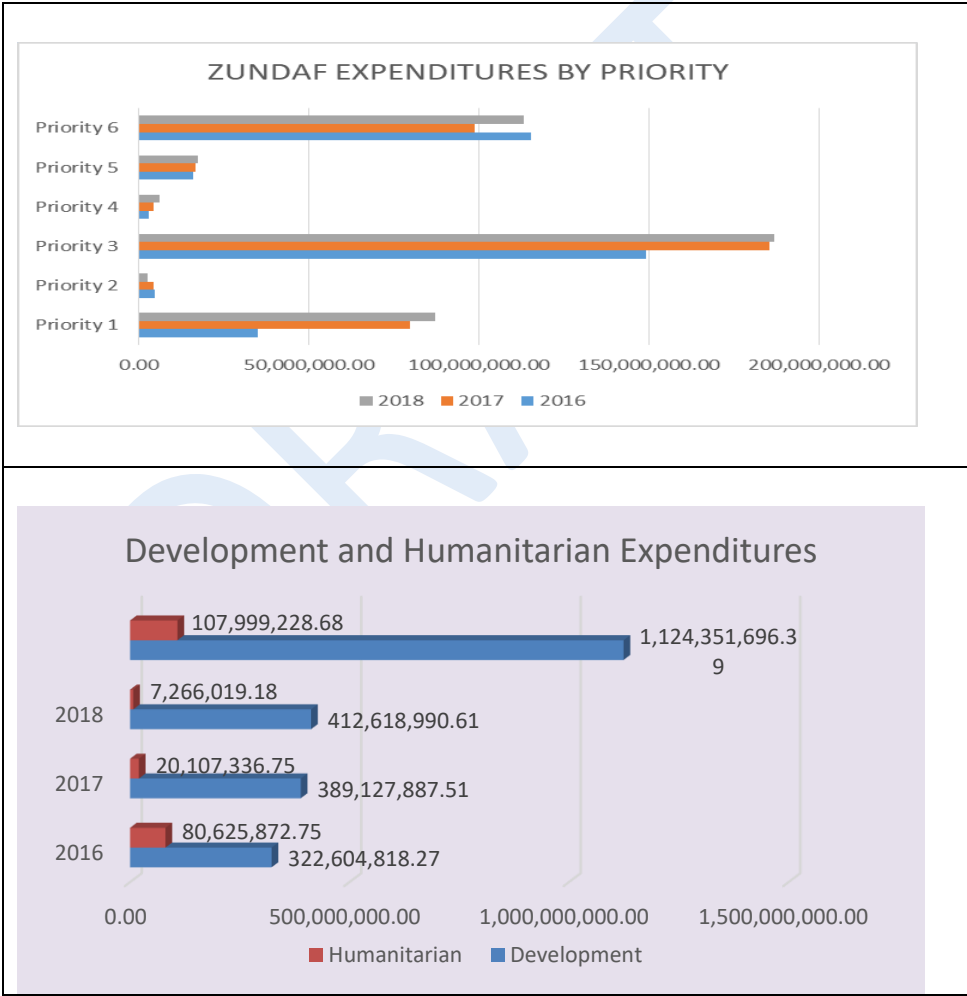 ZUNDAF EXPENDITURES BY PRIORITY
Priority 6
Priority 5
Priority 4
Priority 3
Priority 2
Priority 1
0.00 50,000,000.00 100,000,000.00 150,000,000.00 200,000,000.00
2018 2017 2016
Development and Humanitarian Expenditures
107,999,228.68
1,124,351,696.3
9
7,266,019.18
2018
412,618,990.61
20,107,336.75
2017
389,127,887.51
80,625,872.75
2016
322,604,818.27
0.00 500,000,000.00 1,000,000,000.00 1,500,000,000.00
Humanitarian Development